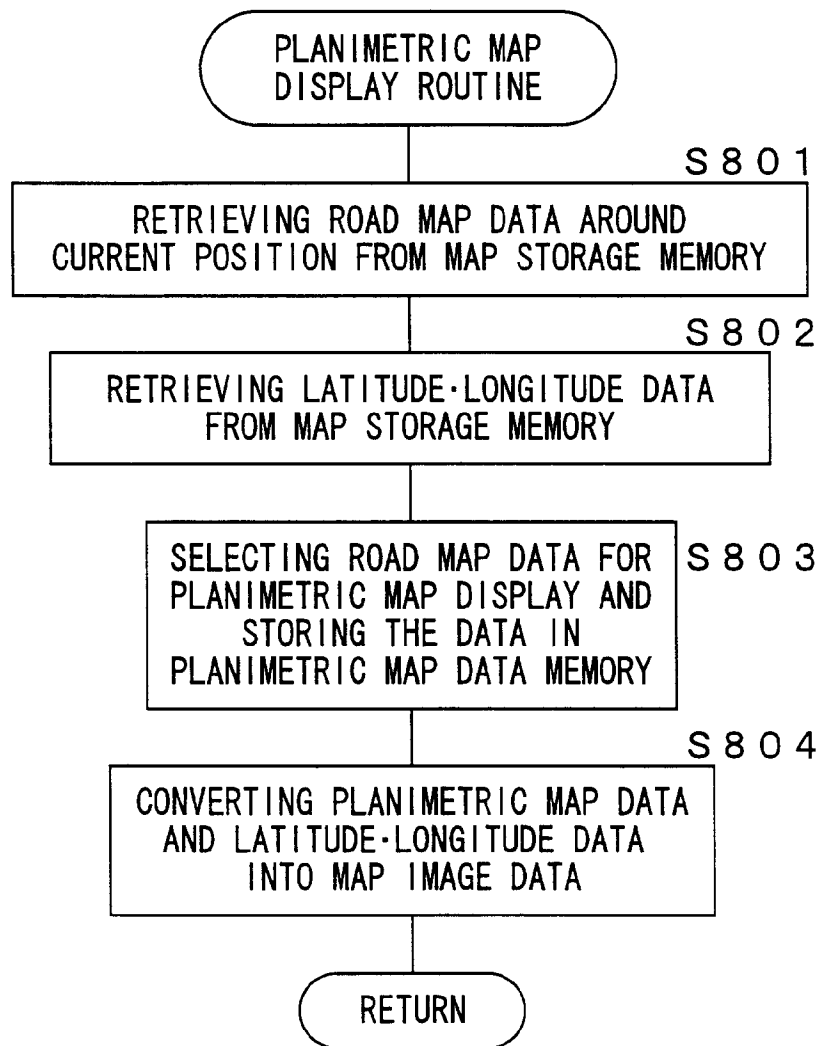 PLANIMETRIC MAP
DISPLAY ROUTINE
S801
RETRIEVING ROAD MAP DATA AROUND
CURRENT POSITION FROM MAP STORAGE MEMORY
S802
RETRIEVING LATITUDE·LONGITUDE DATA
FROM MAP STORAGE MEMORY
S803
SELECTING ROAD MAP DATA FOR
PLANIMETRIC MAP DISPLAY AND
STORING THE DATA IN
PLANIMETRIC MAP DATA MEMORY
S804
CONVERTING PLANIMETRIC MAP DATA
AND LATITUDE·LONGITUDE DATA
INTO MAP IMAGE DATA
RETURN